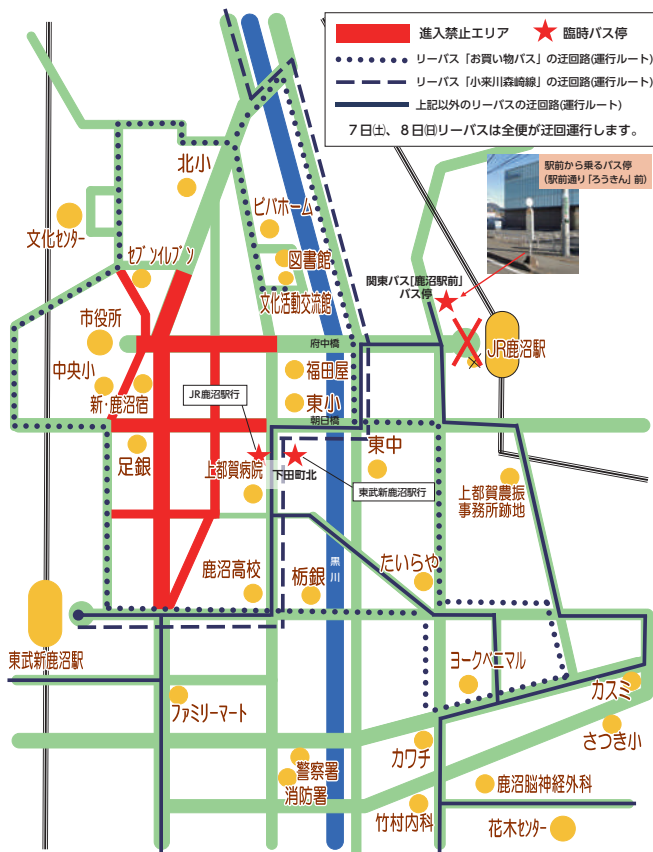 進入禁止エリア
臨時バス停
リーバス「お買い物バス」の迂回路(運行ルート)
リーバス「小来川森崎線」の迂回路(運行ルート)
上記以外のリーバスの迂回路(運行ルート)
７日㈯、８日㈰リーバスは全便が迂回運行します。
駅前から乗るバス停
(駅前通り「ろうきん」前)
北小
文化センター
ビバホーム
セブンイレブン
図書館
文化活動交流館
関東バス「鹿沼駅前」
バス停
市役所
府中橋
JR鹿沼駅
中央小
新・鹿沼宿
福田屋
JR鹿沼駅行
東小
朝日橋
足銀
上都賀病院
下田町北
東中
東武新鹿沼駅行
上都賀農振
事務所跡地
黒川
鹿沼高校
栃銀
たいらや
東武新鹿沼駅
ヨークベニマル
カスミ
ファミリーマート
さつき小
カワチ
警察署
消防署
鹿沼脳神経外科
竹村内科
花木センター